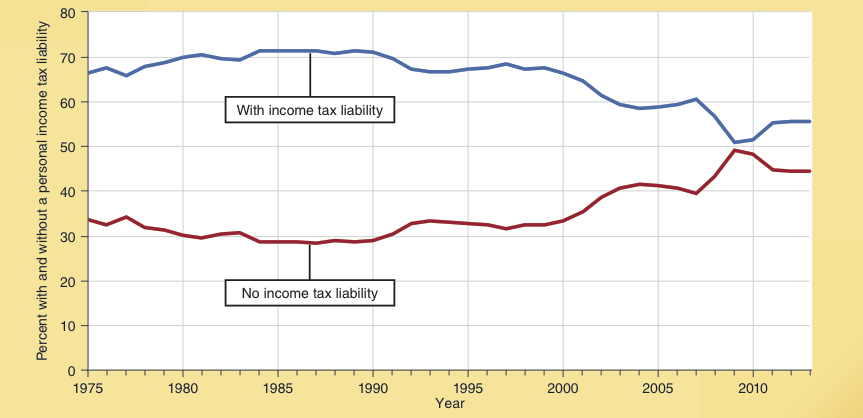 Percent with and without a personal income tax liability
80
70
60
50
40
30
20
10
0
With income tax liability
No income tax liability
1975 1980 1985 1990 1995 2000 2005 2010
Year